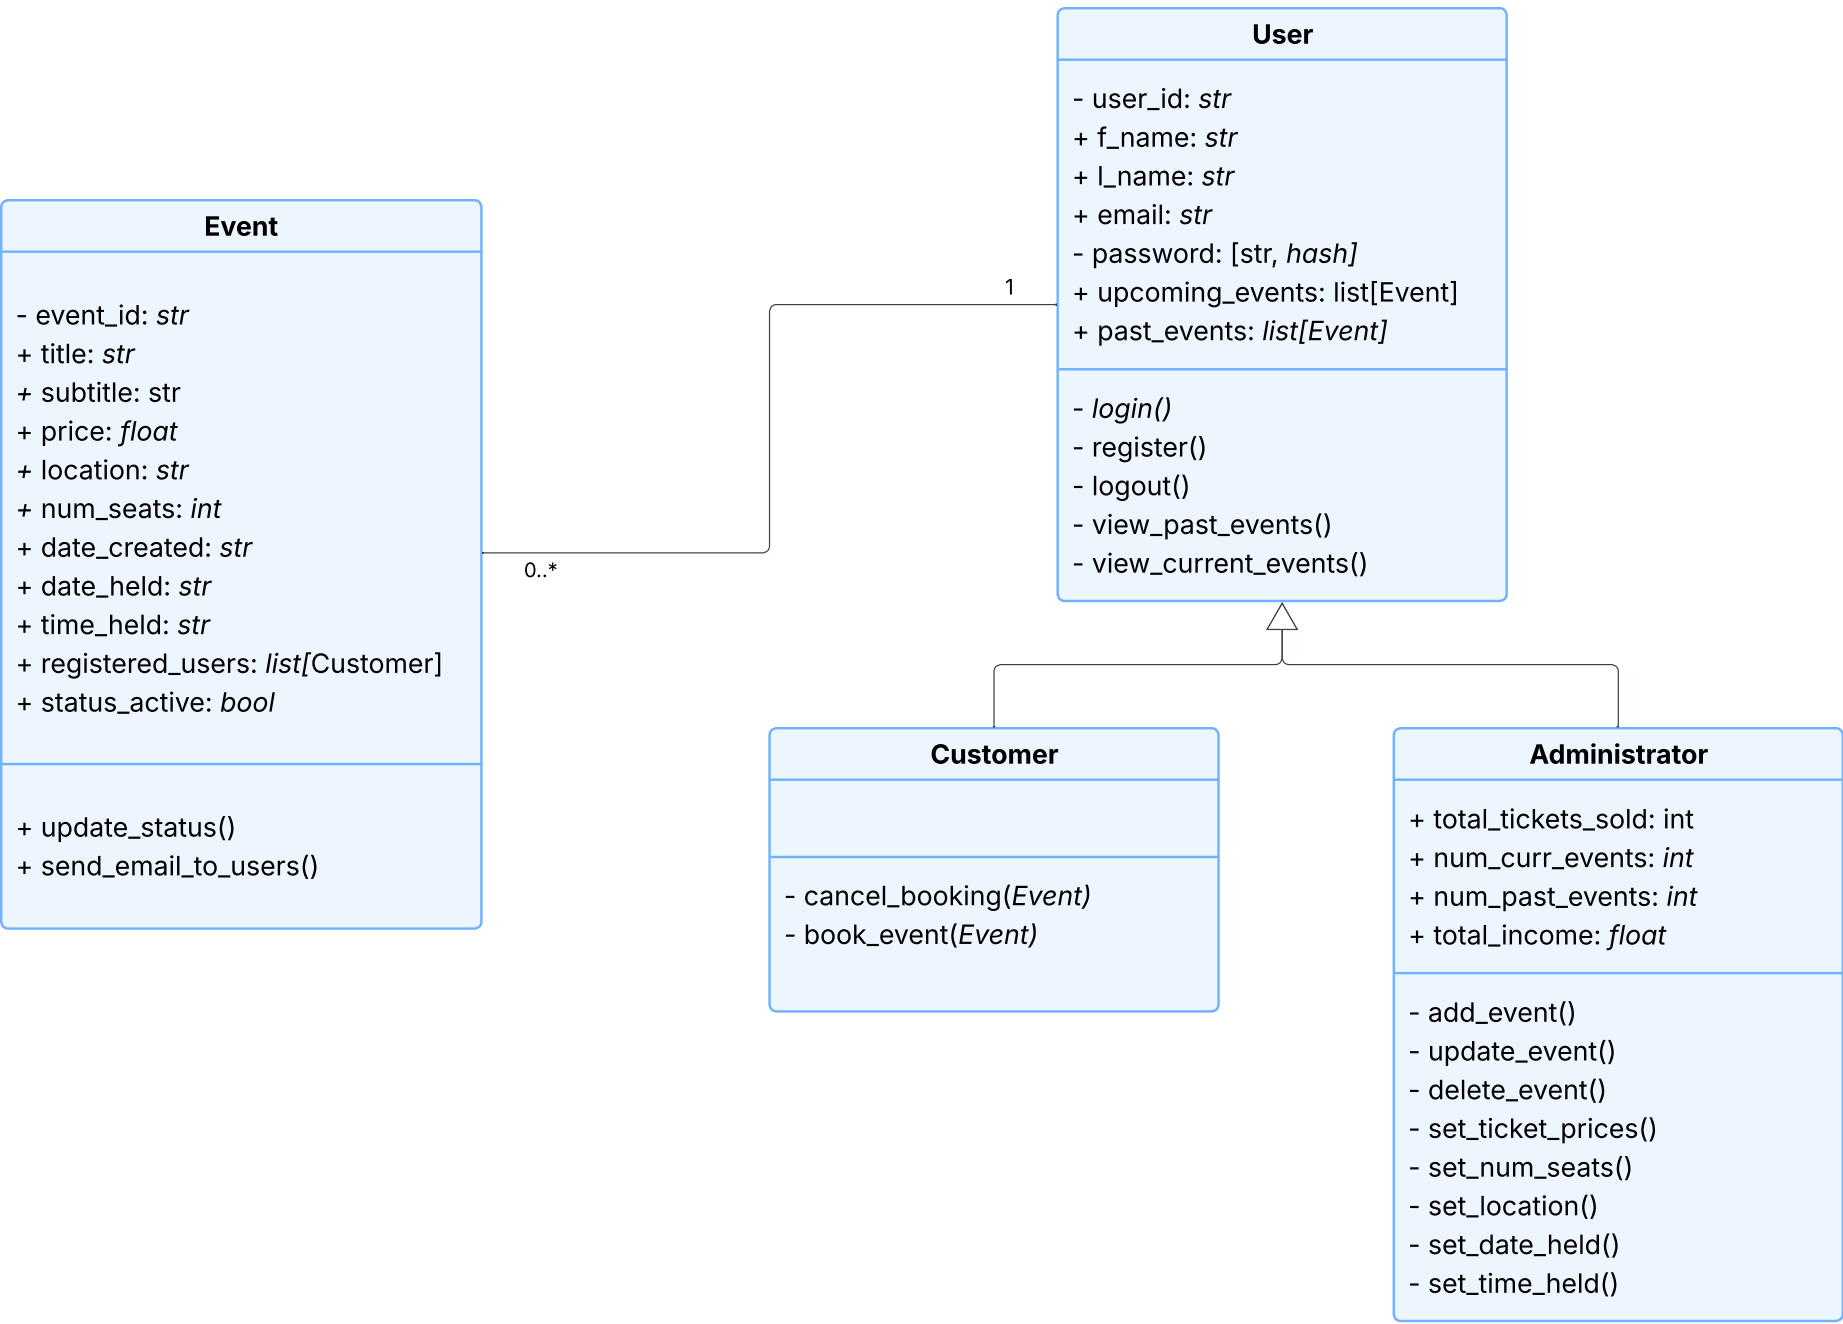 User
- user_id: str
+ f_name: str
+ l_name: str
+ email: str
- password: [str, hash]
+ upcoming_events: list[Event]
+ past_events: list[Event]
- login()
- register()
- logout()
- view_past_events()
- view_current_events()
Event
- event_id: str
+ title: str
+ subtitle: str
+ price: float
+ location: str
+ num_seats: int
+ date_created: str
+ date_held: str
+ time_held: str
+ registered_users: list[Customer]
+ status_active: bool
+ update_status()
+ send_email_to_users()
1
0..*
Customer
- cancel_booking(Event)
- book_event(Event)
Administrator
+ total_tickets_sold: int
+ num_curr_events: int
+ num_past_events: int
+ total_income: float
- add_event()
- update_event()
- delete_event()
- set_ticket_prices()
- set_num_seats()
- set_location()
- set_date_held()
- set_time_held()